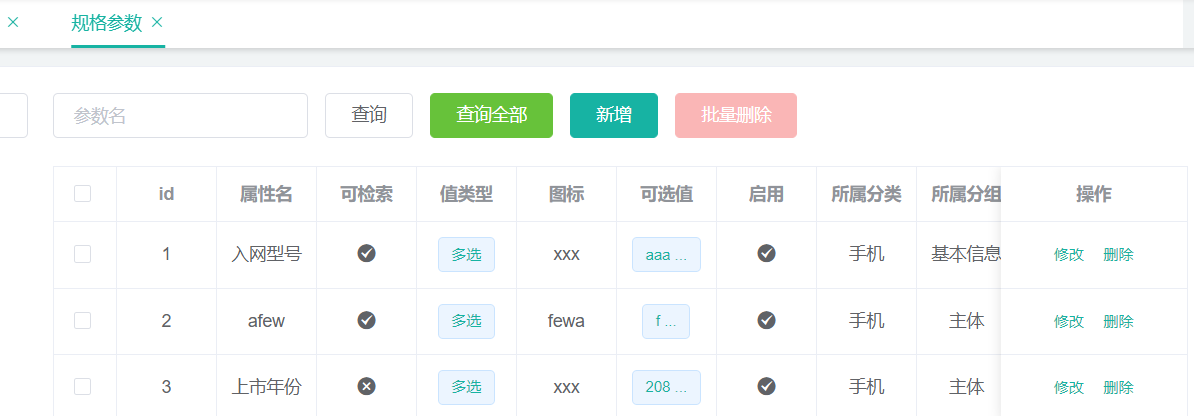 规格参数
参数名 查询 查询全部 新增 批量删除
id 属性名 可检索 值类型 图标 可选值 启用 所属分类 所属分组 操作
1 入网型号 多选 xxx aaa ... 手机 基本信息 修改 删除
2 afew 多选 fewa f ... 手机 主体 修改 删除
3 上市年份 多选 xxx 208 ... 手机 主体 修改 删除